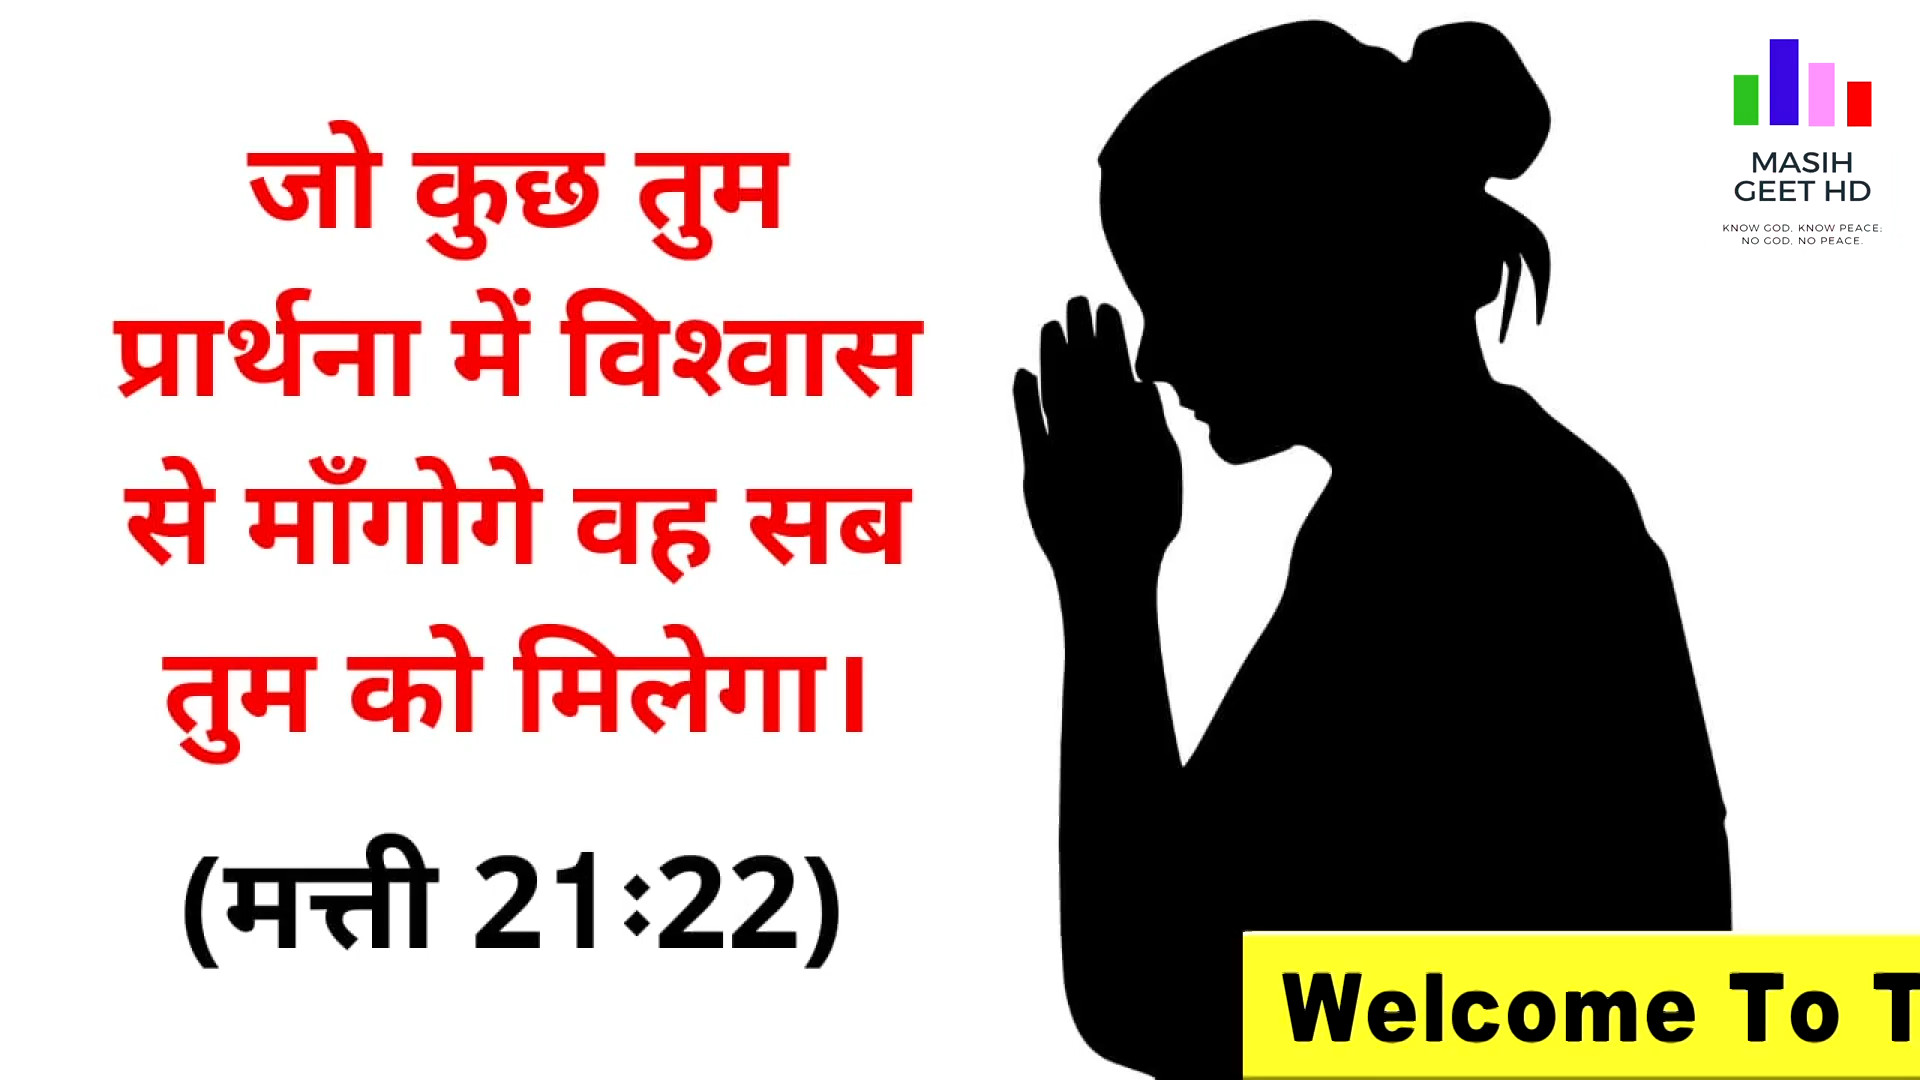 जो कुछ तुम
प्रार्थना में विश्वास
से माँगोगे वह सब
तुम को मिलेगा।
(मत्ती 21:22)
MASIH
GEET HD
KNOW GOD, KNOW PEACE;
NO GOD, NO PEACE.
Welcome To T